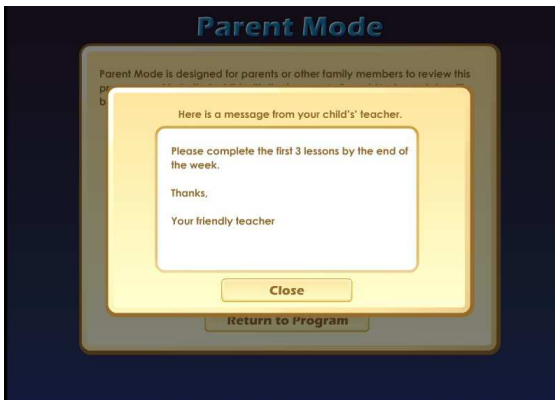 Parent Mode
Parent Mode is designed for parents or other family members to review this
Here is a message from your child's' teacher.
Please complete the first 3 lessons by the end of
the week.
Thanks,
Your friendly teacher
Close
Return to Program